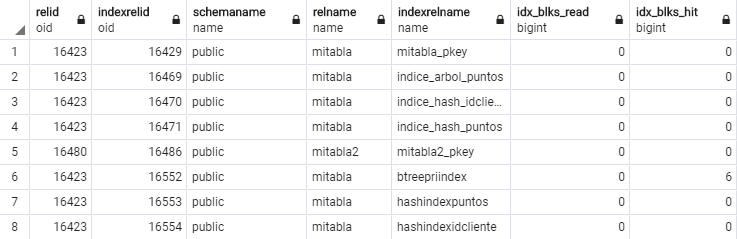 relid indexrelid schemaname relname indexrelname idx_blks_read idx_blks_hit
oid oid name name name bigint bigint
1 16423 16429 public mitabla mitabla_pkey 0 0
2 16423 16469 public mitabla indice_arbol_puntos 0 0
3 16423 16470 public mitabla indice_hash_idclie... 0 0
4 16423 16471 public mitabla indice_hash_puntos 0 0
5 16480 16486 public mitabla2 mitabla2_pkey 0 0
6 16423 16552 public mitabla btreepriindex 0 6
7 16423 16553 public mitabla hashindexpuntos 0 0
8 16423 16554 public mitabla hashindexidcliente 0 0